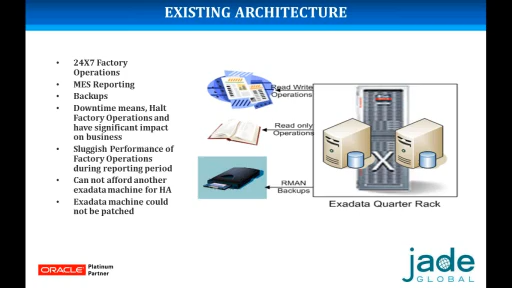 EXISTING ARCHITECTURE
• 24X7 Factory
Operations
• MES Reporting
• Backups
• Downtime means, Halt
Factory Operations and
have significant impact
on business
• Sluggish Performance of
Factory Operations
during reporting period
• Can not afford another
exadata machine for HA
• Exadata machine could
not be patched
Read Write
Operations
Read only
Operations
RMAN
Backups
X
Exadata Quarter Rack
ORACLE Platinum
Partner
jade
GLOBAL